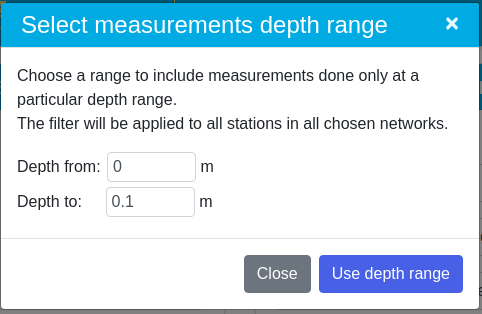 Select measurements depth range ×
Choose a range to include measurements done only at a
particular depth range.
The filter will be applied to all stations in all chosen networks.
Depth from: 0 m
Depth to: 0.1 m
Close Use depth range